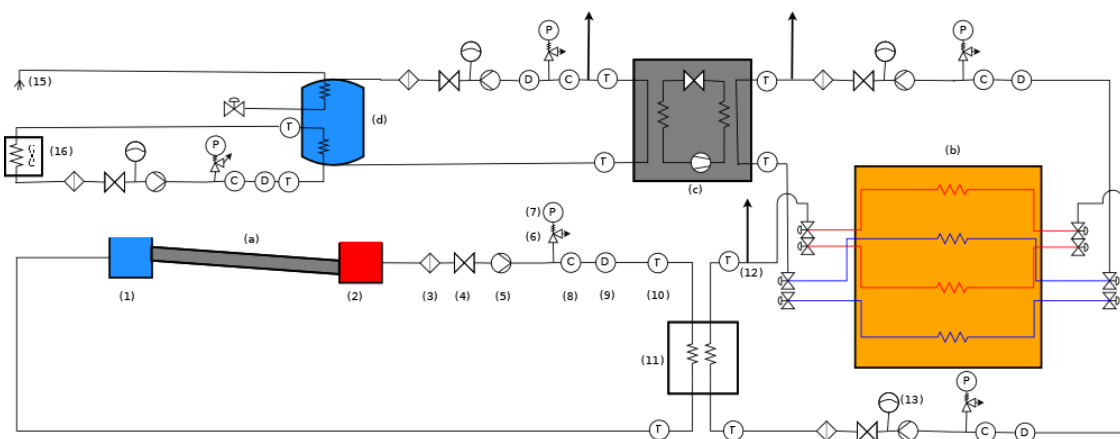 P
P
(15)
D
C
T
T
C
D
(d)
T
P
(16)
(b)
C
D
T
T
T
(c)
(7)
P
(a)
(6)
T
(12)
C
D
T
(1)
(2)
(3)
(4)
(5)
(8)
(9)
(10)
(11)
P
(13)
T
T
C
D